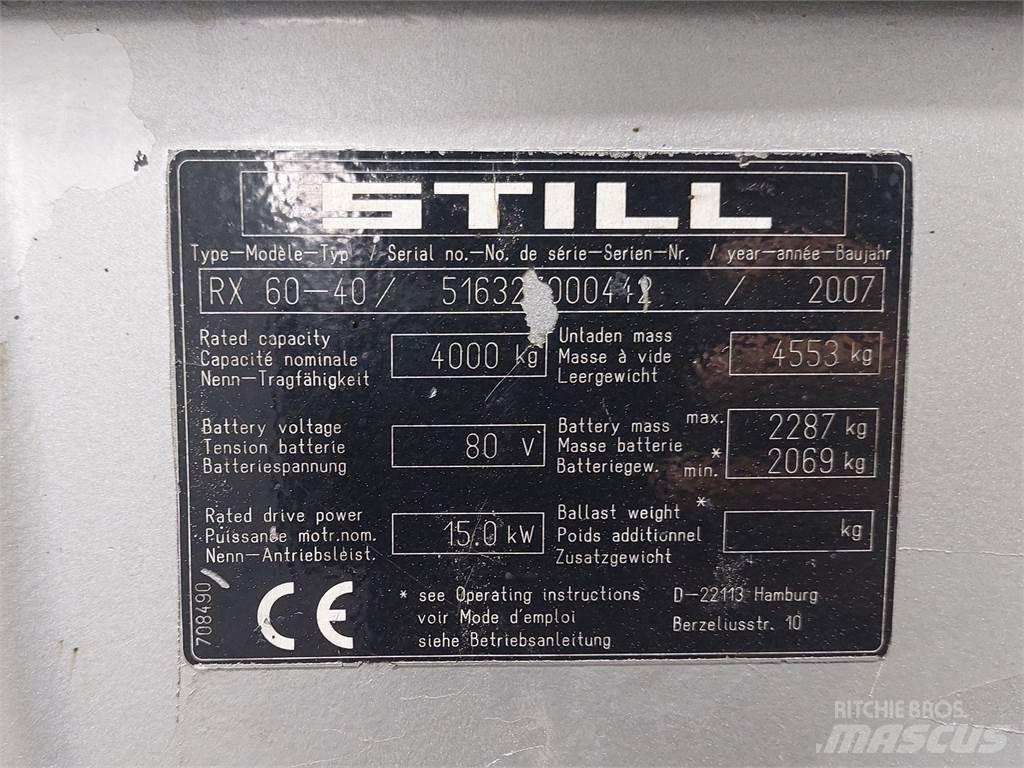 STILL
Type-Modèle-Typ / Serial no.-No. de série-Serien-Nr. / year-année-Baujahr
RX 60-40 / / 2007
Rated capacity
Capacité nominale
Nenn-Tragfähigkeit
4000 kg
Unladen mass
Masse à vide
Leergewicht
4553 kg
Battery voltage
Tension batterie
Batteriespannung
80 V
Battery mass max.
Masse batterie *
Batteriegew. min.
2287 kg
2069 kg
Rated drive power
Puissance motr.nom.
Nenn-Antriebsleist.
15.0 kW
Ballast weight *
Poids additionnel
Zusatzgewicht
kg
708490
CE
* see Operating instructions
voir Mode d'emploi
siehe Betriebsanleitung
D-22113 Hamburg
Berzeliusstr. 10
RITCHIE BROS.
MASCUS